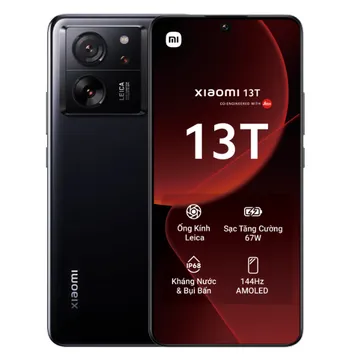 LEICA
xiaomi
XIAOMI 13T
CO-ENGINEERED WITH Leica
13T
Ống Kính
Leica
Sạc Tăng Cường
67W
IP68
Kháng Nước
& Bụi Bẩn
144Hz
AMOLED